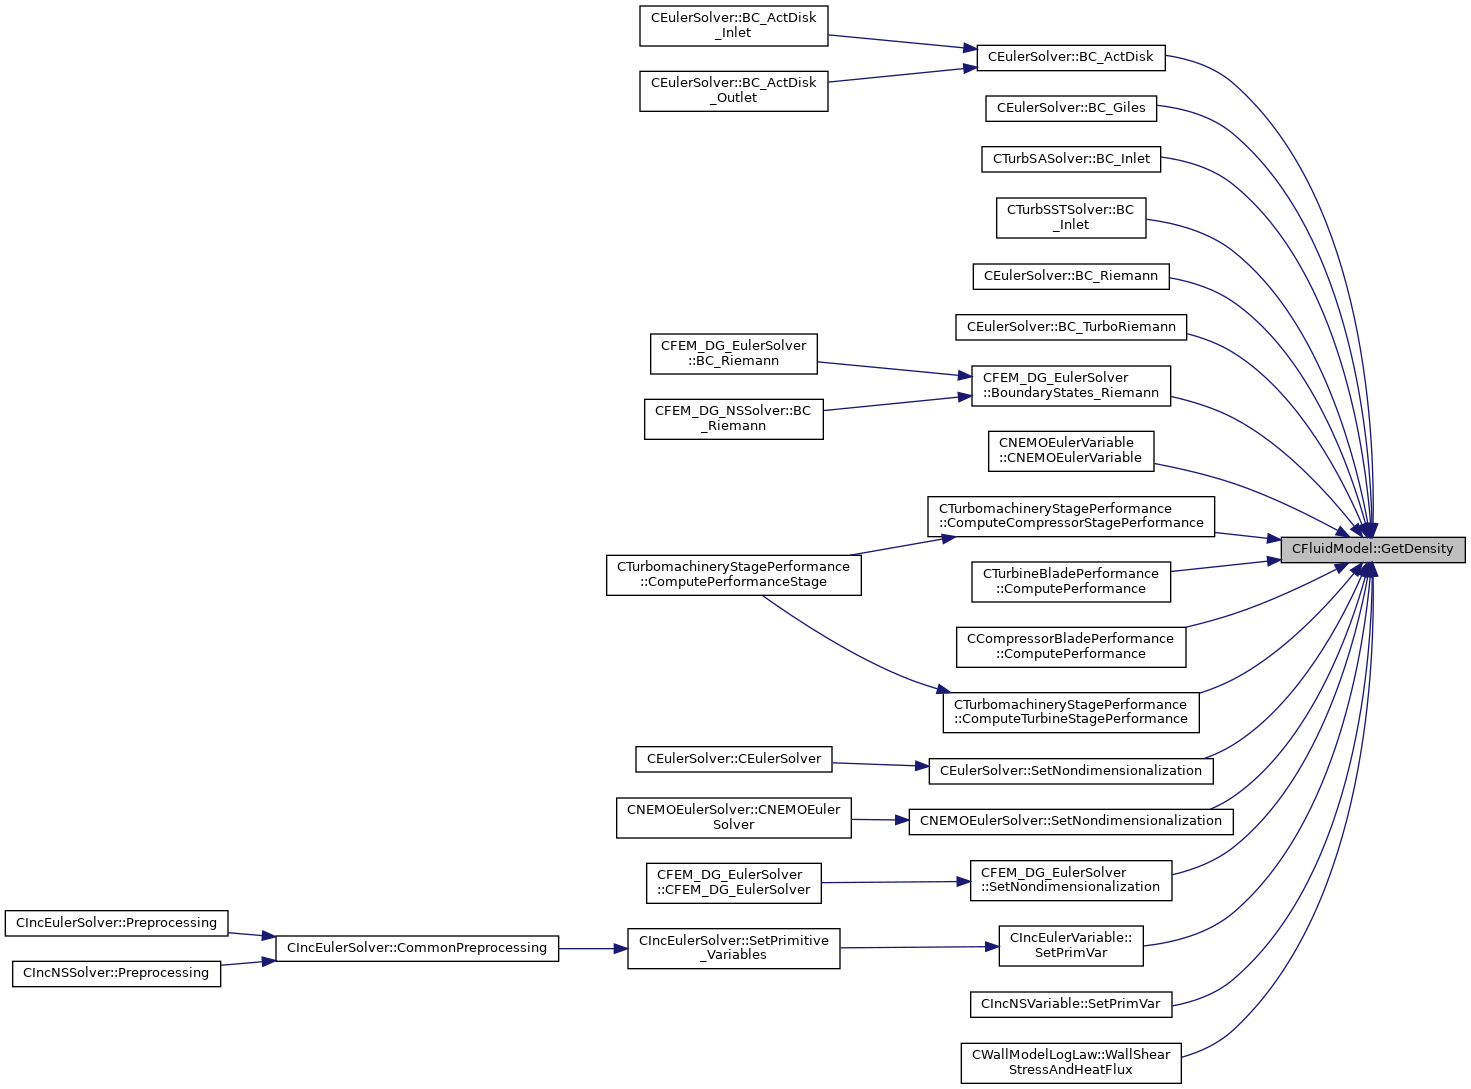 CEulerSolver::BC_ActDisk
_Inlet
CEulerSolver::BC_ActDisk
_Outlet
CEulerSolver::BC_ActDisk
CEulerSolver::BC_Giles
CTurbSASolver::BC_Inlet
CTurbSSTSolver::BC
_Inlet
CEulerSolver::BC_Riemann
CEulerSolver::BC_TurboRiemann
CFEM_DG_EulerSolver
::BC_Riemann
CFEM_DG_NSSolver::BC
_Riemann
CFEM_DG_EulerSolver
::BoundaryStates_Riemann
CNEMOEulerVariable
::CNEMOEulerVariable
CTurbomachineryStagePerformance
::ComputeCompressorStagePerformance
CFluidModel::GetDensity
CTurbomachineryStagePerformance
::ComputePerformanceStage
CTurbineBladePerformance
::ComputePerformance
CCompressorBladePerformance
::ComputePerformance
CTurbomachineryStagePerformance
::ComputeTurbineStagePerformance
CEulerSolver::CEulerSolver
CEulerSolver::SetNondimensionalization
CNEMOEulerSolver::CNEMOEuler
Solver
CNEMOEulerSolver::SetNondimensionalization
CFEM_DG_EulerSolver
::CFEM_DG_EulerSolver
CFEM_DG_EulerSolver
::SetNondimensionalization
CIncEulerSolver::Preprocessing
CIncNSSolver::Preprocessing
CIncEulerSolver::CommonPreprocessing
CIncEulerSolver::SetPrimitive
_Variables
CIncEulerVariable::
SetPrimVar
CIncNSVariable::SetPrimVar
CWallModelLogLaw::WallShear
StressAndHeatFlux